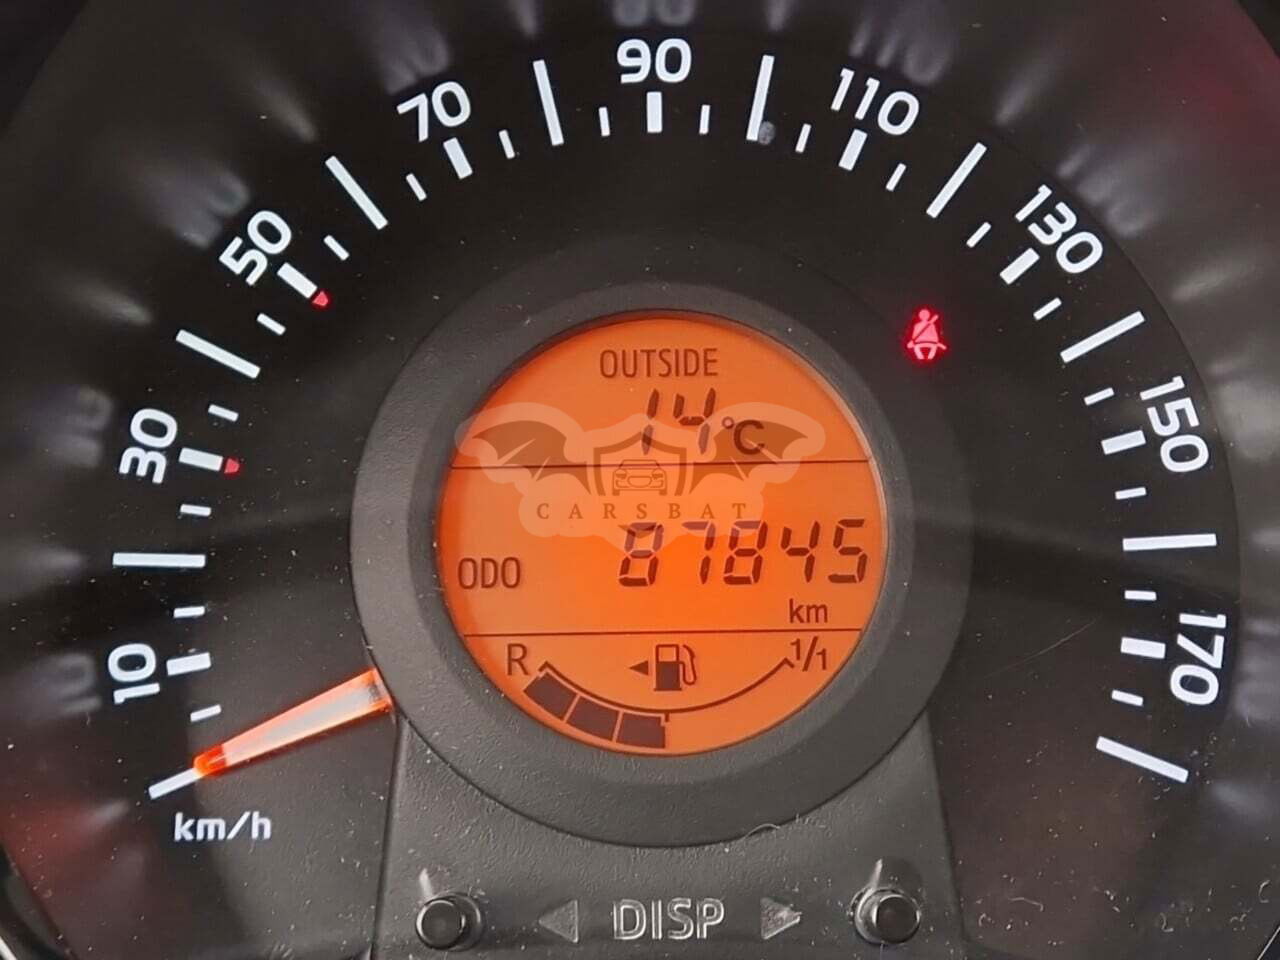 80
90
70
110
50
130
OUTSIDE
14 °C
30
150
CARSBAT
ODO 87845
km
10
170
R 1/1
km/h
DISP